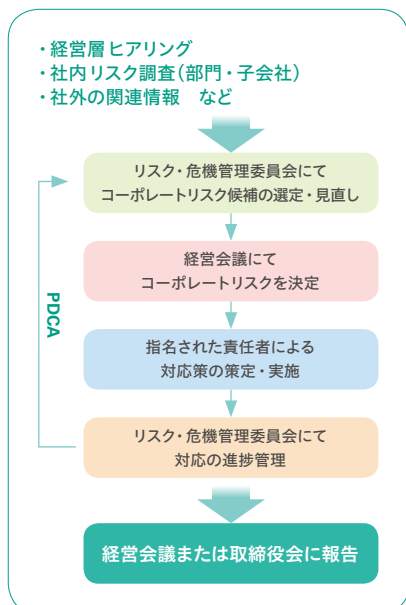 ・経営層ヒアリング
・社内リスク調査（部門・子会社）
・社外の関連情報　など
リスク・危機管理委員会にて
コーポレートリスク候補の選定・見直し
経営会議にて
コーポレートリスクを決定
PDCA
指名された責任者による
対応策の策定・実施
リスク・危機管理委員会にて
対応の進捗管理
経営会議または取締役会に報告